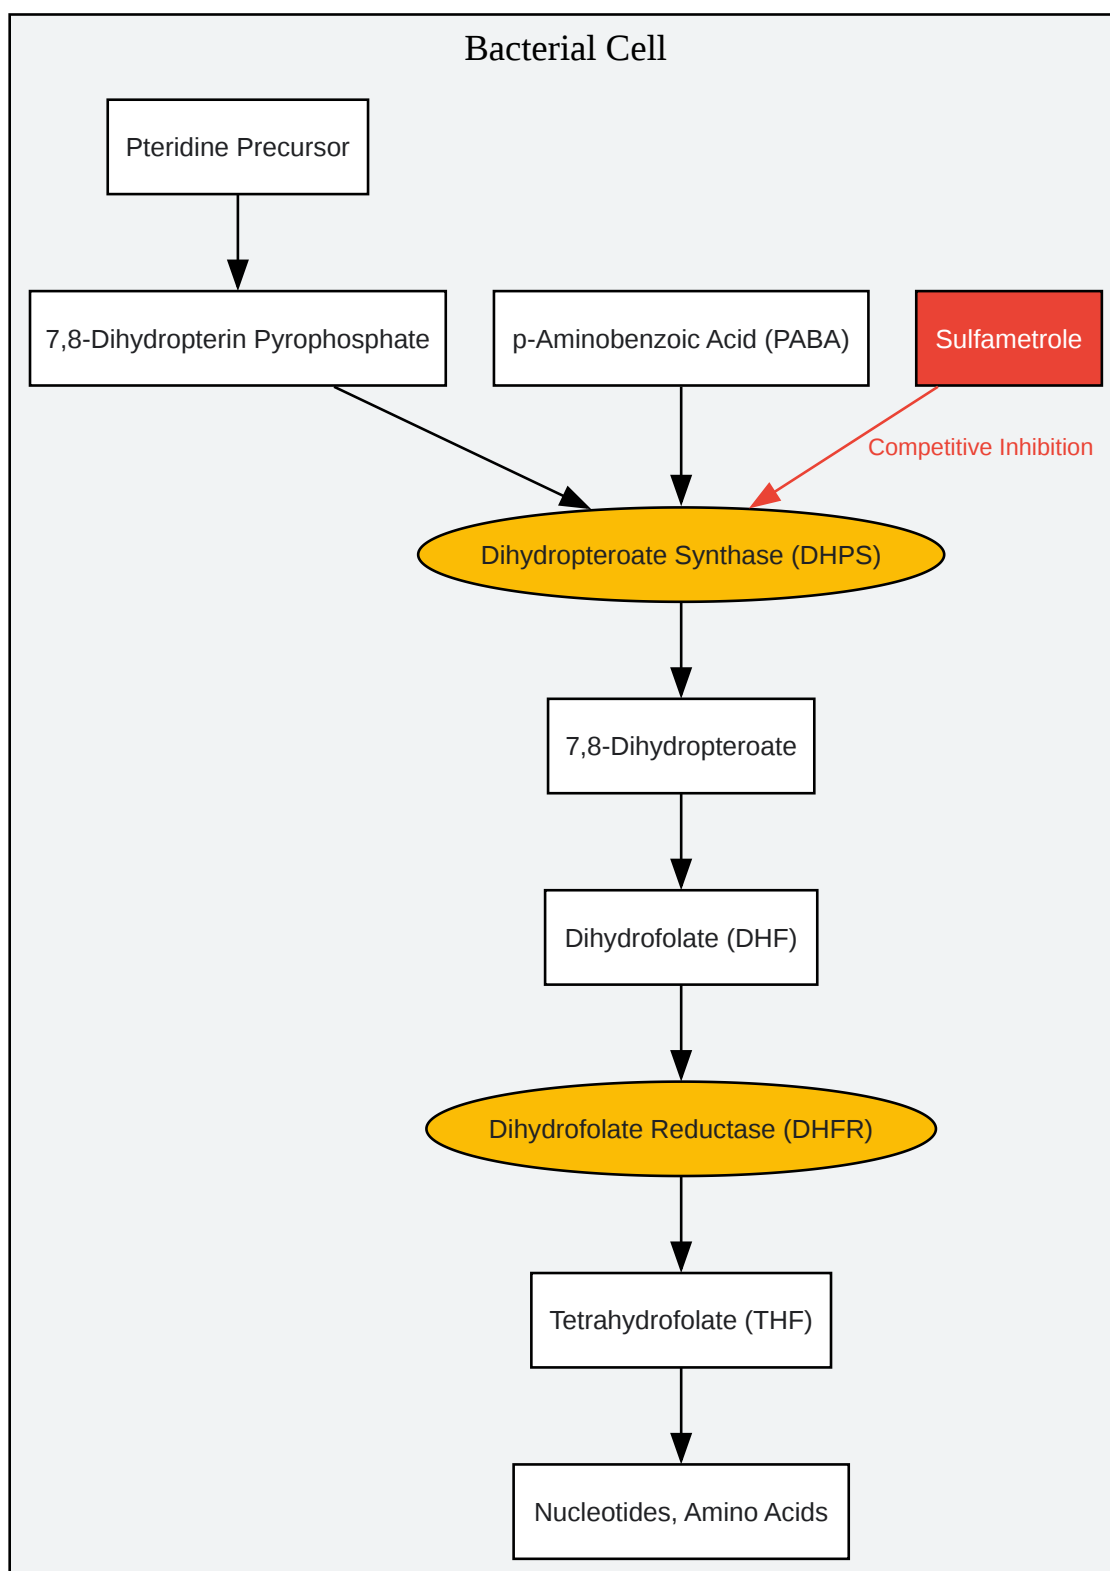 Bacterial Cell
Pteridine Precursor
7,8-Dihydropterin Pyrophosphate
p-Aminobenzoic Acid (PABA)
Sulfametrole
Competitive Inhibition
Dihydropteroate Synthase (DHPS)
7,8-Dihydropteroate
Dihydrofolate (DHF)
Dihydrofolate Reductase (DHFR)
Tetrahydrofolate (THF)
Nucleotides, Amino Acids